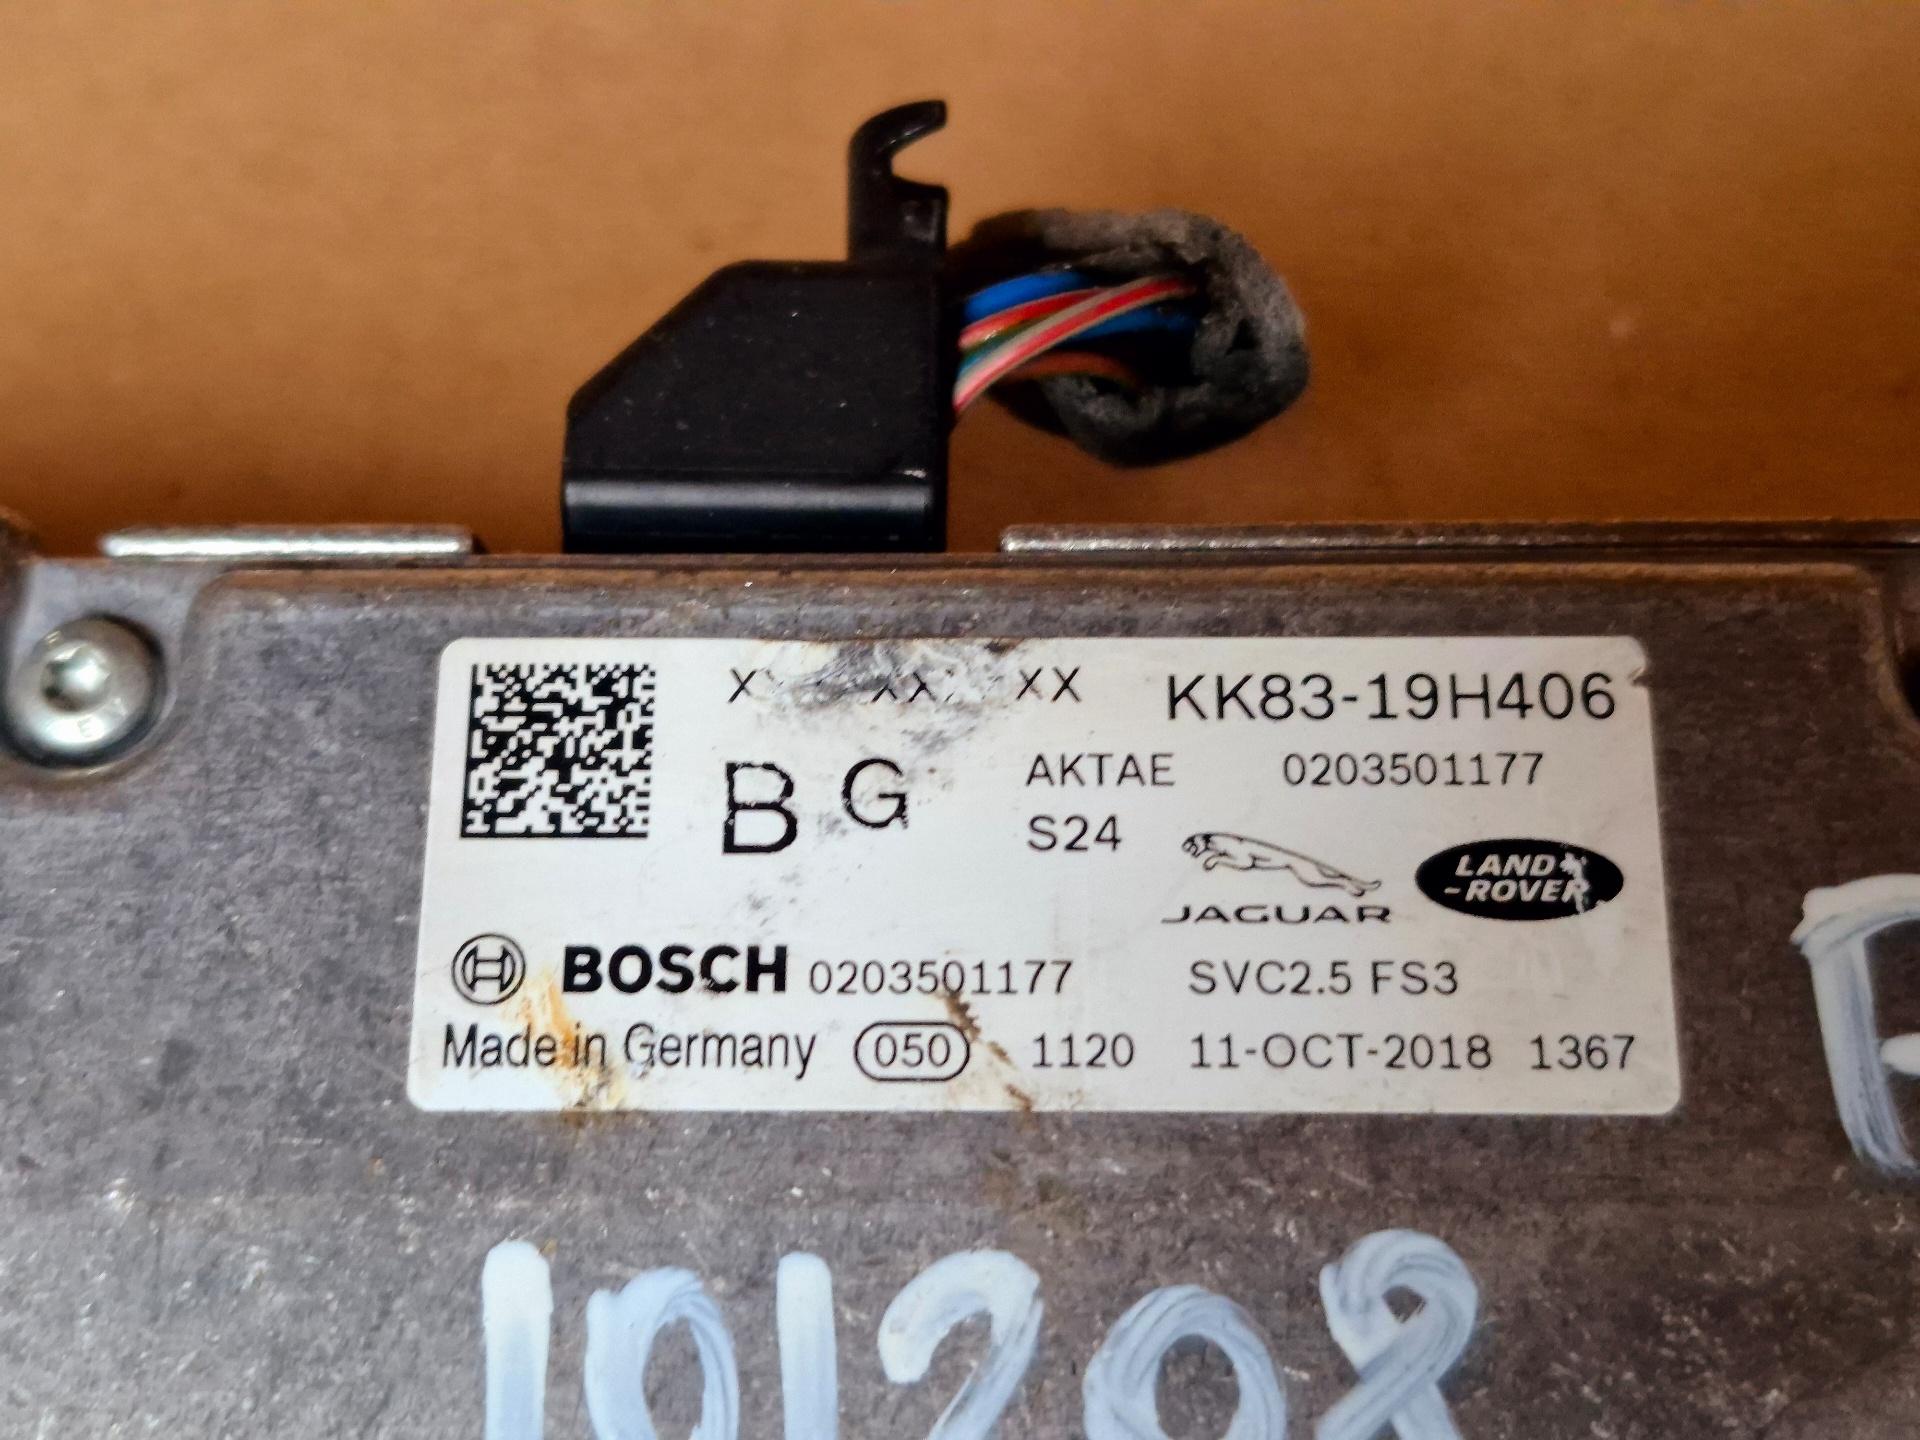 XX KK83-19H406
B G AKTAE 0203501177
S24
JAGUAR LAND ROVER
BOSCH 0203501177 SVC2.5 FS3
Made in Germany 050 1120 11-OCT-2018 1367
101208